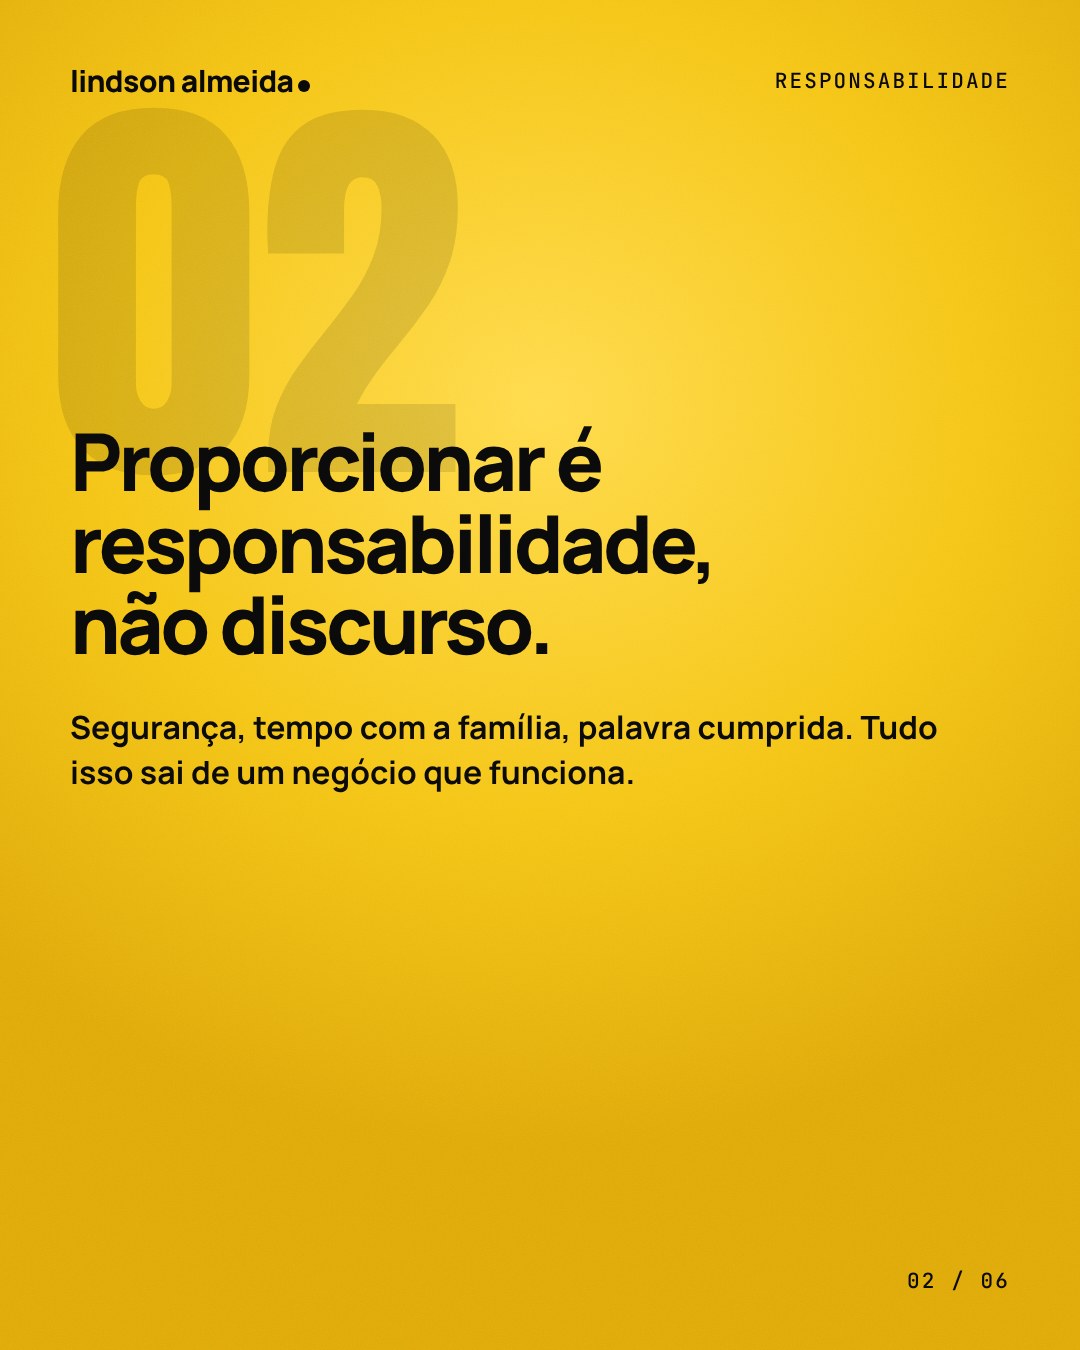 lindson almeida
RESPONSABILIDADE
02
Proporcionar é
responsabilidade,
não discurso.
Segurança, tempo com a família, palavra cumprida. Tudo
isso sai de um negócio que funciona.
02 / 06